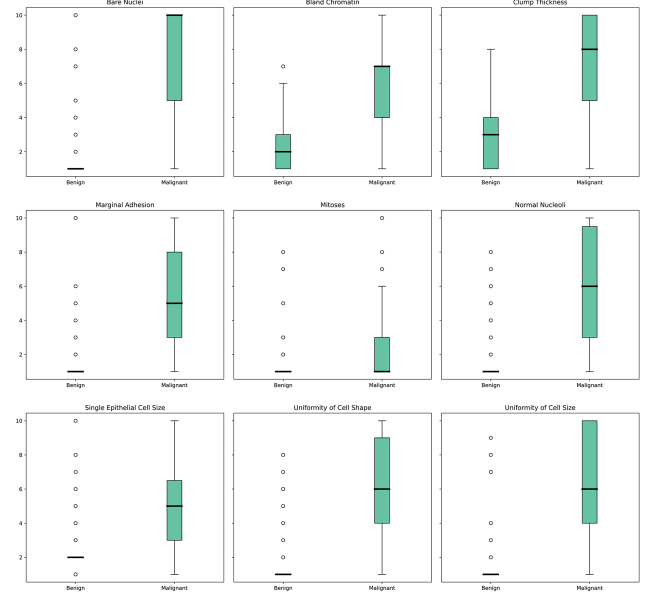 Bare Nuclei
Bland Chromatin
Clump Thickness
10
8
6
4
2
Benign
Malignant
Benign
Malignant
Benign
Malignant
Marginal Adhesion
Mitoses
Normal Nucleoli
10
8
6
4
2
Benign
Malignant
Benign
Malignant
Benign
Malignant
Single Epithelial Cell Size
Uniformity of Cell Shape
Uniformity of Cell Size
10
8
6
4
2
Benign
Malignant
Benign
Malignant
Benign
Malignant